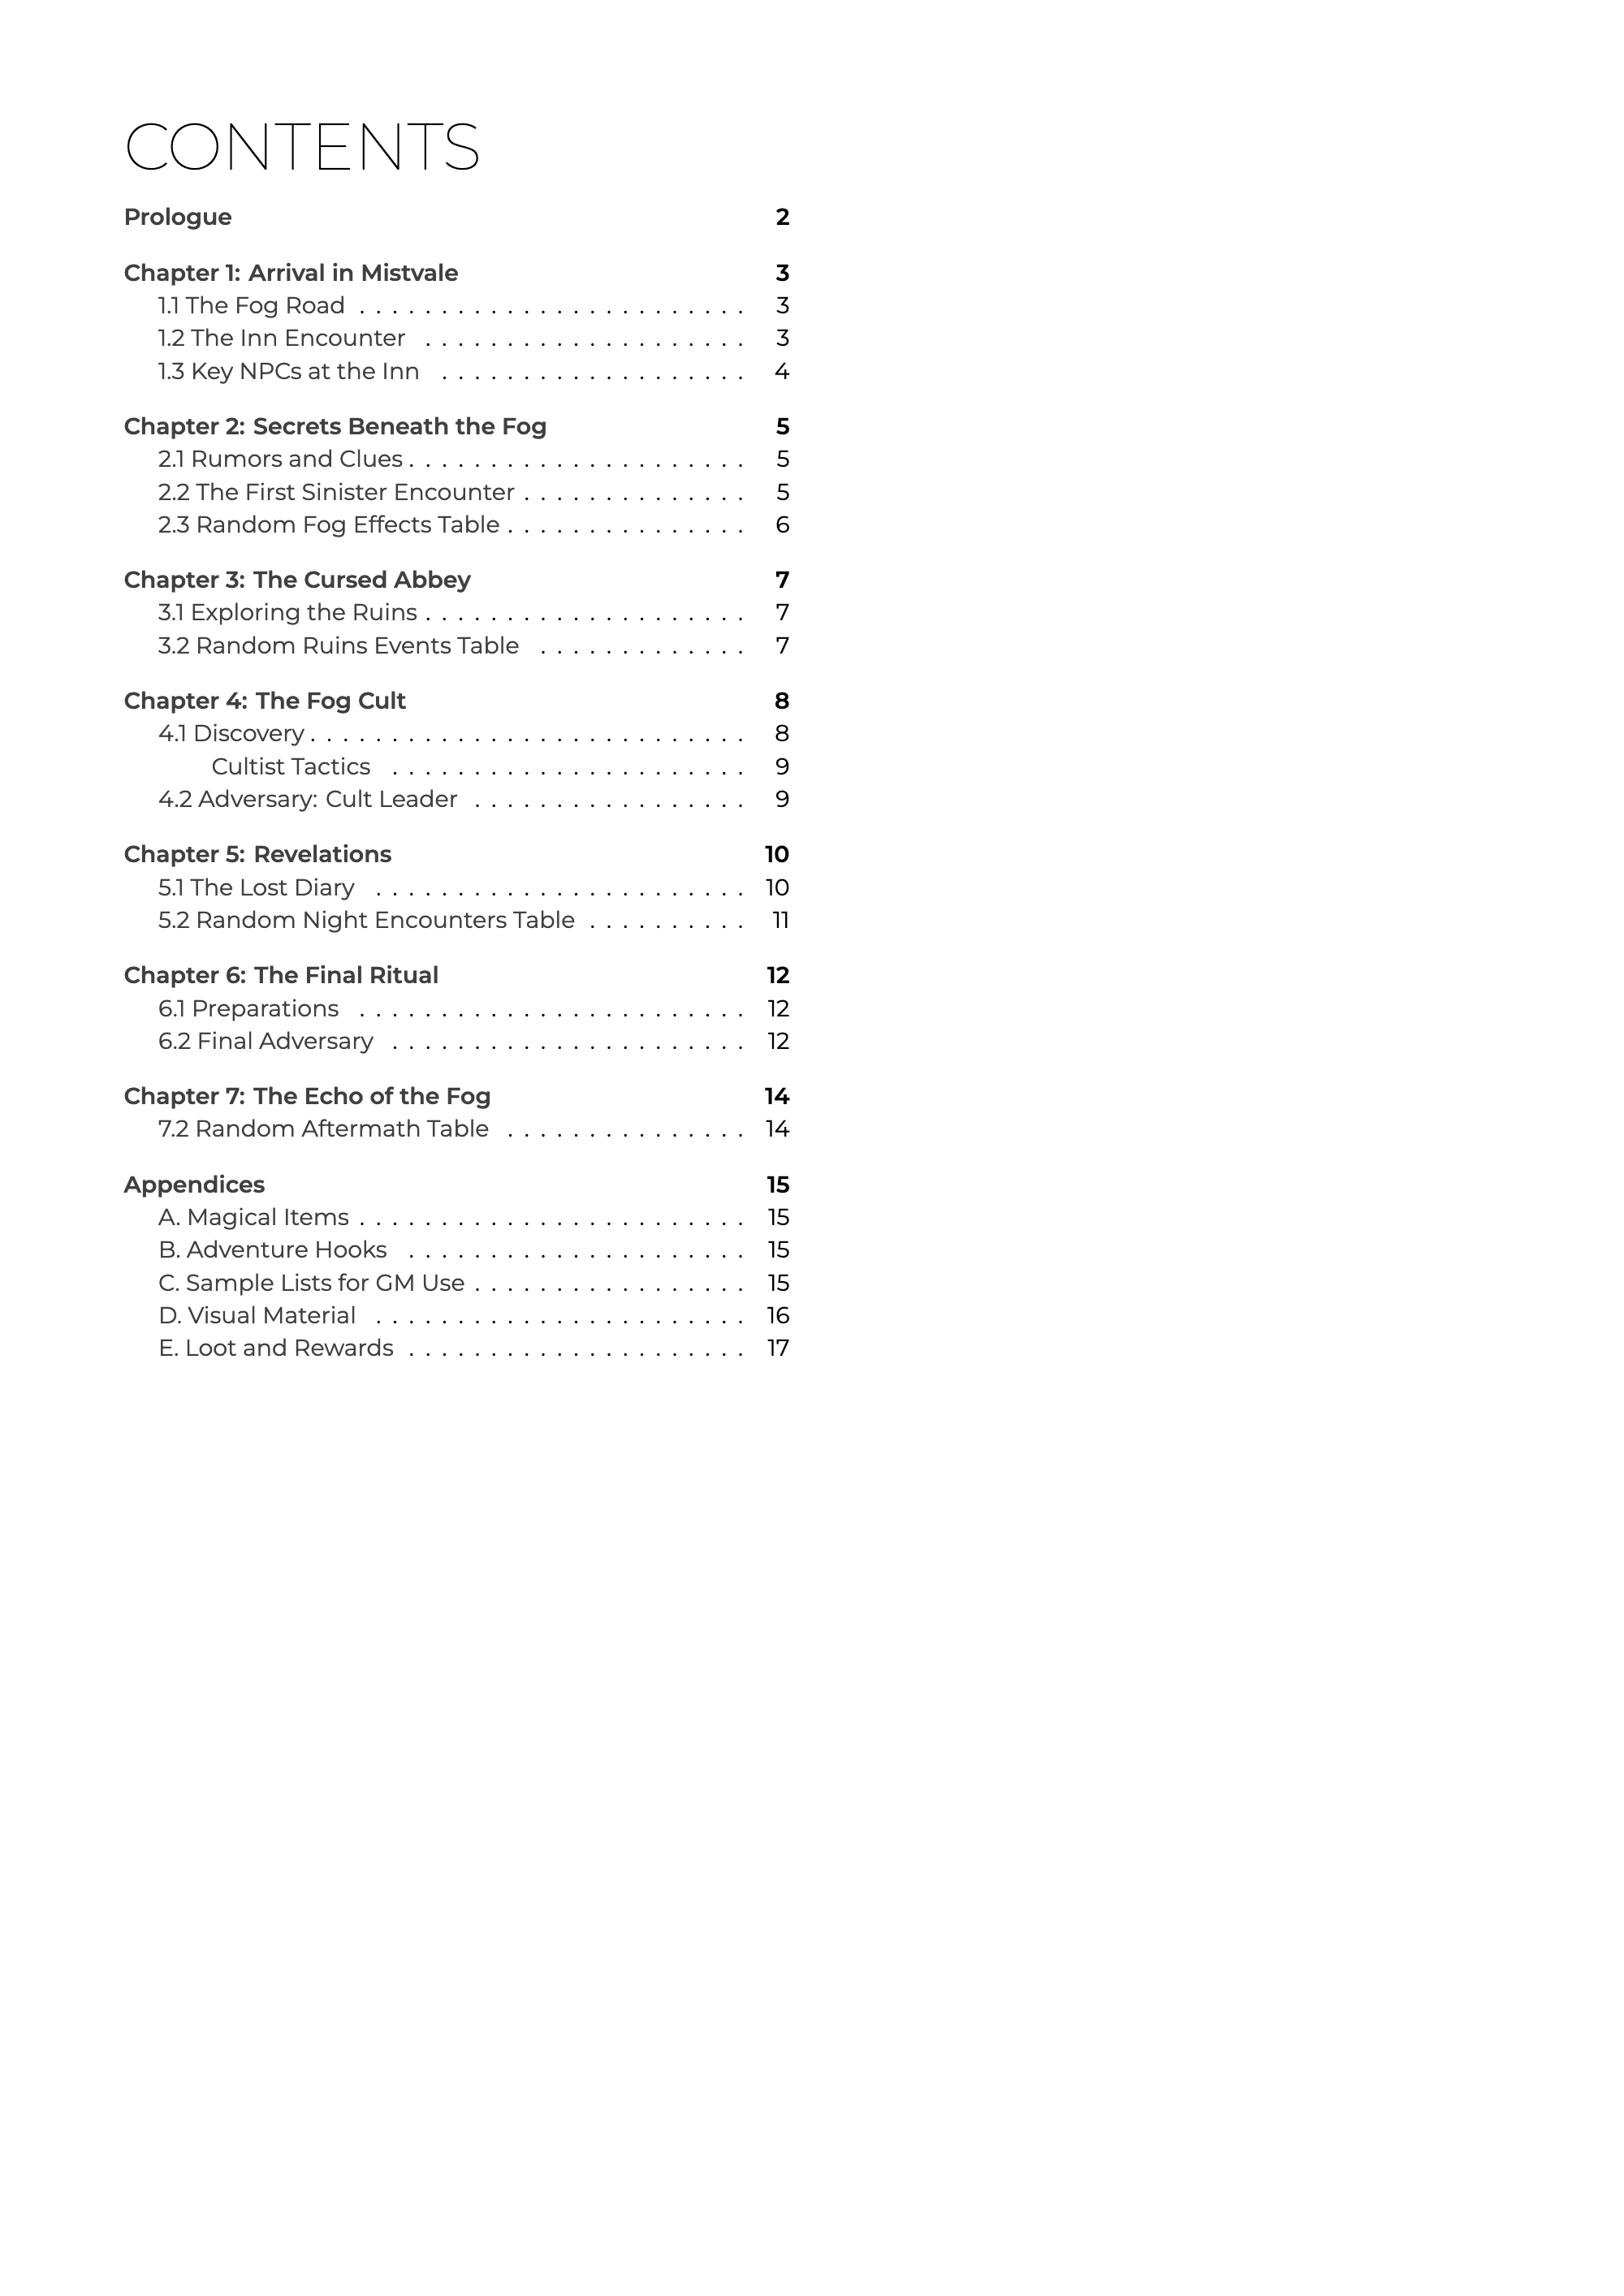 CONTENTS
Prologue 2
Chapter 1: Arrival in Mistvale 3
1.1 The Fog Road . . . . . . . . . . . . . . . . . . . . . . . . 3
1.2 The Inn Encounter . . . . . . . . . . . . . . . . . . . . 3
1.3 Key NPCs at the Inn . . . . . . . . . . . . . . . . . . . 4
Chapter 2: Secrets Beneath the Fog 5
2.1 Rumors and Clues . . . . . . . . . . . . . . . . . . . . . 5
2.2 The First Sinister Encounter . . . . . . . . . . . . . . 5
2.3 Random Fog Effects Table . . . . . . . . . . . . . . . 6
Chapter 3: The Cursed Abbey 7
3.1 Exploring the Ruins . . . . . . . . . . . . . . . . . . . . 7
3.2 Random Ruins Events Table . . . . . . . . . . . . . 7
Chapter 4: The Fog Cult 8
4.1 Discovery . . . . . . . . . . . . . . . . . . . . . . . . . . . 8
Cultist Tactics . . . . . . . . . . . . . . . . . . . . . . 9
4.2 Adversary: Cult Leader . . . . . . . . . . . . . . . . . 9
Chapter 5: Revelations 10
5.1 The Lost Diary . . . . . . . . . . . . . . . . . . . . . . . 10
5.2 Random Night Encounters Table . . . . . . . . . . 11
Chapter 6: The Final Ritual 12
6.1 Preparations . . . . . . . . . . . . . . . . . . . . . . . . 12
6.2 Final Adversary . . . . . . . . . . . . . . . . . . . . . . 12
Chapter 7: The Echo of the Fog 14
7.2 Random Aftermath Table . . . . . . . . . . . . . . . 14
Appendices 15
A. Magical Items . . . . . . . . . . . . . . . . . . . . . . . . 15
B. Adventure Hooks . . . . . . . . . . . . . . . . . . . . . 15
C. Sample Lists for GM Use . . . . . . . . . . . . . . . . . 15
D. Visual Material . . . . . . . . . . . . . . . . . . . . . . . 16
E. Loot and Rewards . . . . . . . . . . . . . . . . . . . . . 17